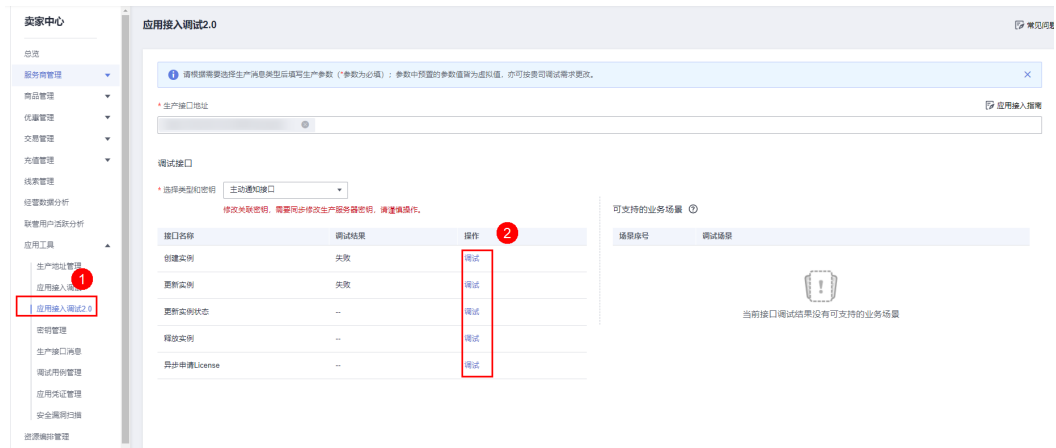 卖家中心
总览
服务商管理
商品管理
优惠管理
交易管理
充值管理
线索管理
经营数据分析
联营用户活跃分析
应用工具
生产地址管理
应用接入调试
1
应用接入调试2.0
密钥管理
生产接口消息
调试用例管理
应用凭证管理
安全漏洞扫描
资源编排管理
应用接入调试2.0
常见问题
请根据需要选择生产消息类型后填写生产参数（*参数为必填）；参数中预置的参数值皆为虚拟值，亦可按贵司调试需求更改。
* 生产接口地址
应用接入指南
调试接口
* 选择类型和密钥 主动通知接口
修改关联密钥，需要同步修改生产服务器密钥，请谨慎操作。
接口名称 调试结果 操作 2
创建实例 失败 调试
更新实例 失败 调试
更新实例状态 -- 调试
释放实例 -- 调试
异步申请License -- 调试
可支持的业务场景
场景序号 调试场景
当前接口调试结果没有可支持的业务场景